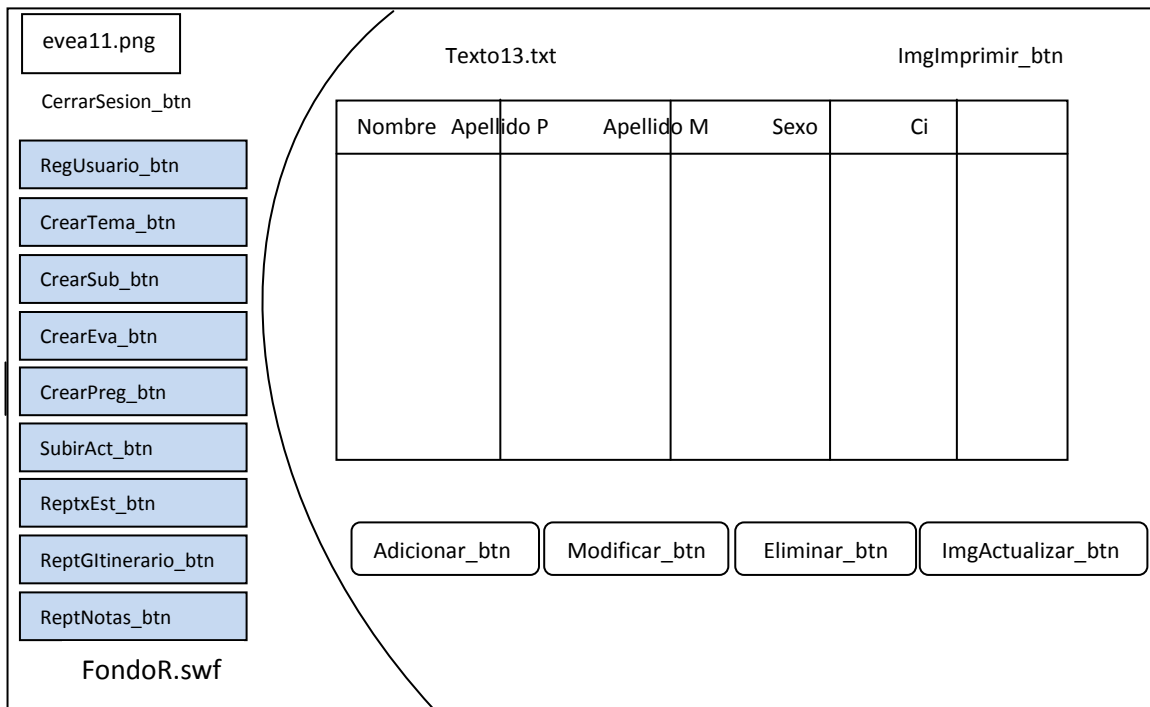 evea11.png
Texto13.txt
ImgImprimir_btn
CerrarSesion_btn
Nombre Apellido P Apellido M Sexo Ci
RegUsuario_btn
CrearTema_btn
CrearSub_btn
CrearEva_btn
CrearPreg_btn
SubirAct_btn
ReptxEst_btn
ReptGItinerario_btn
ReptNotas_btn
Adicionar_btn
Modificar_btn
Eliminar_btn
ImgActualizar_btn
FondoR.swf